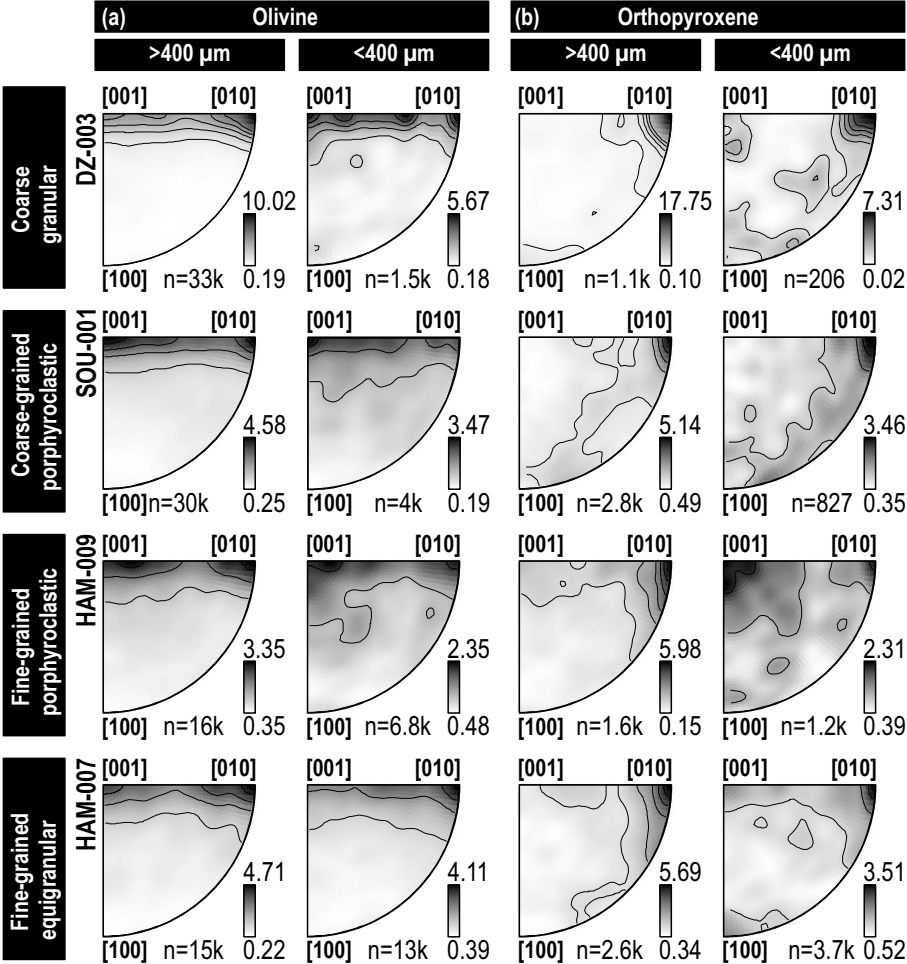 (a) Olivine (b) Orthopyroxene
>400 µm <400 µm >400 µm <400 µm
Coarse granular
DZ-003
[001] [010] [001] [010] [001] [010] [001] [010]
10.02 5.67 17.75 7.31
[100] n=33k 0.19 [100] n=1.5k 0.18 [100] n=1.1k 0.10 [100] n=206 0.02
Coarse-grained porphyroclastic
SOU-001
[001] [010] [001] [010] [001] [010] [001] [010]
4.58 3.47 5.14 3.46
[100] n=30k 0.25 [100] n=4k 0.19 [100] n=2.8k 0.49 [100] n=827 0.35
Fine-grained porphyroclastic
HAM-009
[001] [010] [001] [010] [001] [010] [001] [010]
3.35 2.35 5.98 2.31
[100] n=16k 0.35 [100] n=6.8k 0.48 [100] n=1.6k 0.15 [100] n=1.2k 0.39
Fine-grained equigranular
HAM-007
[001] [010] [001] [010] [001] [010] [001] [010]
4.71 4.11 5.69 3.51
[100] n=15k 0.22 [100] n=13k 0.39 [100] n=2.6k 0.34 [100] n=3.7k 0.52